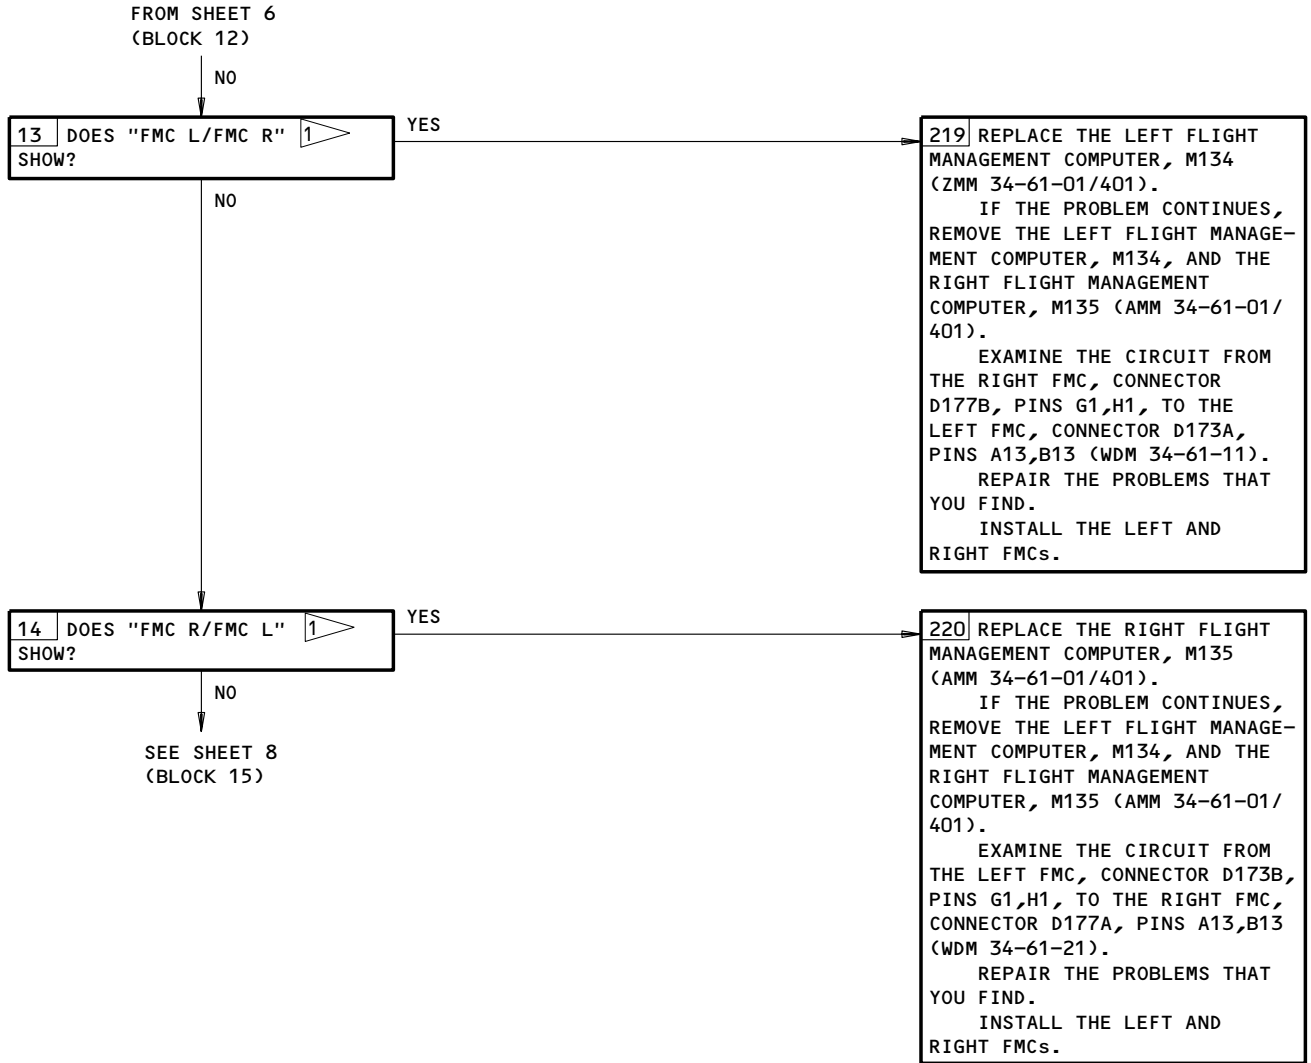 FROM SHEET 6
(BLOCK 12)
NO
13 DOES "FMC L/FMC R" 1
SHOW?
YES
NO
219 REPLACE THE LEFT FLIGHT
MANAGEMENT COMPUTER, M134
(ZMM 34-61-01/401).
IF THE PROBLEM CONTINUES,
REMOVE THE LEFT FLIGHT MANAGE-
MENT COMPUTER, M134, AND THE
RIGHT FLIGHT MANAGEMENT
COMPUTER, M135 (AMM 34-61-01/
401).
EXAMINE THE CIRCUIT FROM
THE RIGHT FMC, CONNECTOR
D177B, PINS G1,H1, TO THE
LEFT FMC, CONNECTOR D173A,
PINS A13,B13 (WDM 34-61-11).
REPAIR THE PROBLEMS THAT
YOU FIND.
INSTALL THE LEFT AND
RIGHT FMCs.
14 DOES "FMC R/FMC L" 1
SHOW?
YES
NO
SEE SHEET 8
(BLOCK 15)
220 REPLACE THE RIGHT FLIGHT
MANAGEMENT COMPUTER, M135
(AMM 34-61-01/401).
IF THE PROBLEM CONTINUES,
REMOVE THE LEFT FLIGHT MANAGE-
MENT COMPUTER, M134, AND THE
RIGHT FLIGHT MANAGEMENT
COMPUTER, M135 (AMM 34-61-01/
401).
EXAMINE THE CIRCUIT FROM
THE LEFT FMC, CONNECTOR D173B,
PINS G1,H1, TO THE RIGHT FMC,
CONNECTOR D177A, PINS A13,B13
(WDM 34-61-21).
REPAIR THE PROBLEMS THAT
YOU FIND.
INSTALL THE LEFT AND
RIGHT FMCs.